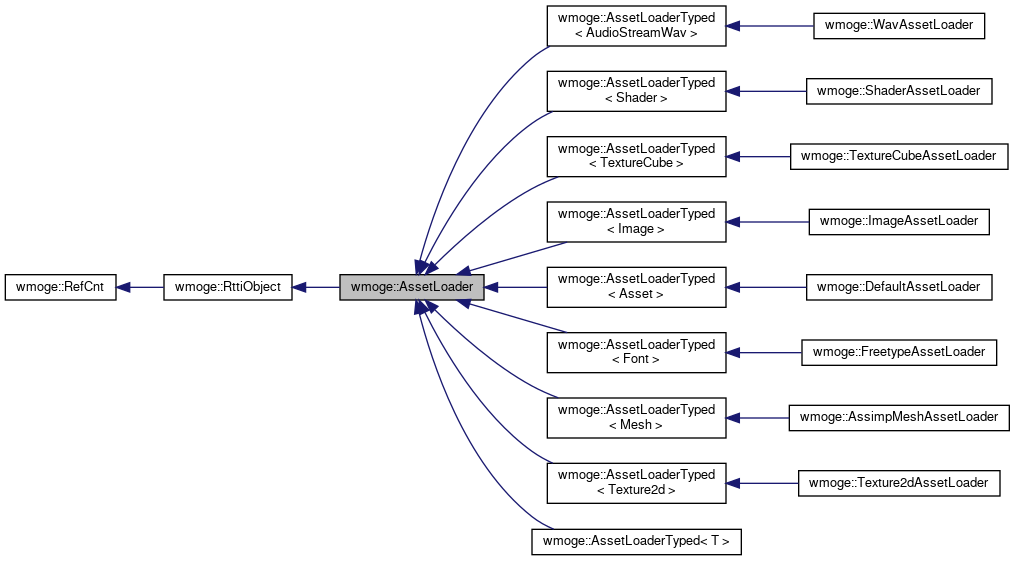 wmoge::AssetLoaderTyped
< AudioStreamWav >
wmoge::WavAssetLoader
wmoge::AssetLoaderTyped
< Shader >
wmoge::ShaderAssetLoader
wmoge::AssetLoaderTyped
< TextureCube >
wmoge::TextureCubeAssetLoader
wmoge::AssetLoaderTyped
< Image >
wmoge::ImageAssetLoader
wmoge::RefCnt
wmoge::RttiObject
wmoge::AssetLoader
wmoge::AssetLoaderTyped
< Asset >
wmoge::DefaultAssetLoader
wmoge::AssetLoaderTyped
< Font >
wmoge::FreetypeAssetLoader
wmoge::AssetLoaderTyped
< Mesh >
wmoge::AssimpMeshAssetLoader
wmoge::AssetLoaderTyped
< Texture2d >
wmoge::Texture2dAssetLoader
wmoge::AssetLoaderTyped< T >